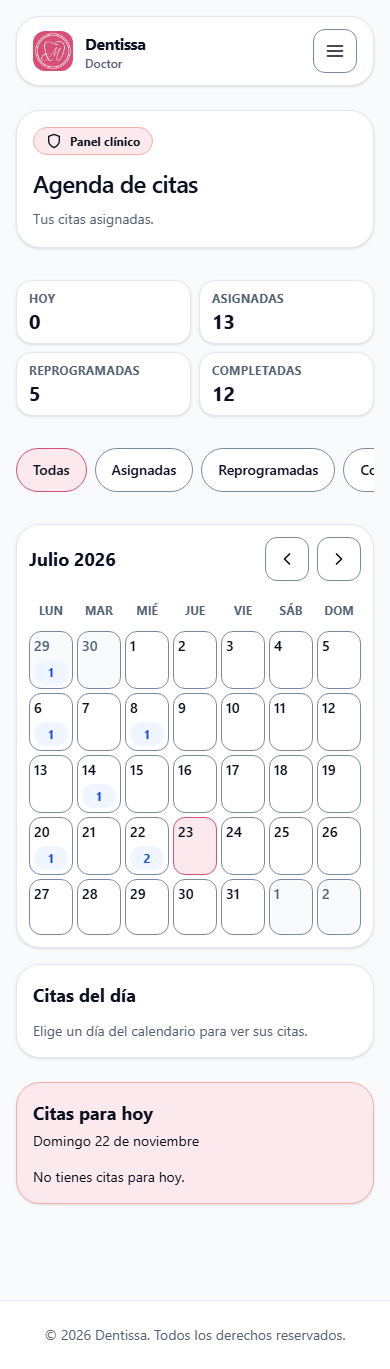 Dentissa
Doctor
Panel clínico
Agenda de citas
Tus citas asignadas.
HOY
0
ASIGNADAS
13
REPROGRAMADAS
5
COMPLETADAS
12
Todas
Asignadas
Reprogramadas
Julio 2026
LUN MAR MIÉ JUE VIE SÁB DOM
29 30 1 2 3 4 5
1
6 7 8 9 10 11 12
1 1
13 14 15 16 17 18 19
1
20 21 22 23 24 25 26
1 2
27 28 29 30 31 1 2
Citas del día
Elige un día del calendario para ver sus citas.
Citas para hoy
Domingo 22 de noviembre
No tienes citas para hoy.
© 2026 Dentissa. Todos los derechos reservados.